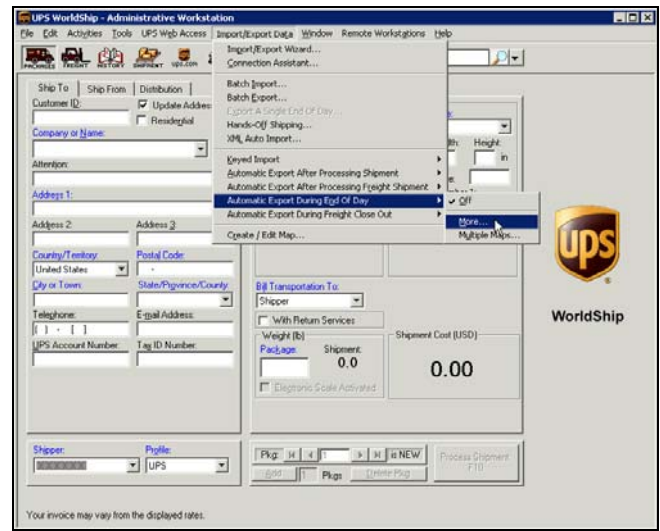 UPS WorldShip - Administrative Workstation
File Edit Activities Tools UPS Web Access Import/Export Data Window Remote Workstations Help
PACKAGES FREIGHT HISTORY SHIPMENT ups.com
Import/Export Wizard...
Connection Assistant...
Batch Import...
Batch Export...
Export A Single End Of Day...
Hands-Off Shipping...
XML Auto Import...
Keyed Import
Automatic Export After Processing Shipment
Automatic Export After Processing Freight Shipment
Automatic Export During End Of Day
Automatic Export During Freight Close Out
Create / Edit Map...
Off
More...
Multiple Maps...
Ship To Ship From Distribution
Customer ID:
Update Address
Residential
Company or Name:
Attention:
Address 1:
Address 2: Address 3
Country/Territory: Postal Code:
United States
City or Town: State/Province/County:
Telephone: E-mail Address:
( ) - [ ]
UPS Account Number: Tax ID Number:
Height:
in
Bill Transportation To:
Shipper
With Return Services
Weight (lb)
Package: Shipment:
0.0
Electronic Scale Activated
Shipment Cost (USD)
0.00
ups
WorldShip
Shipper: Profile:
UPS
Pkg: 1 is NEW
Add 1 Pkgs Delete Pkg
Process Shipment
F10
Your invoice may vary from the displayed rates.